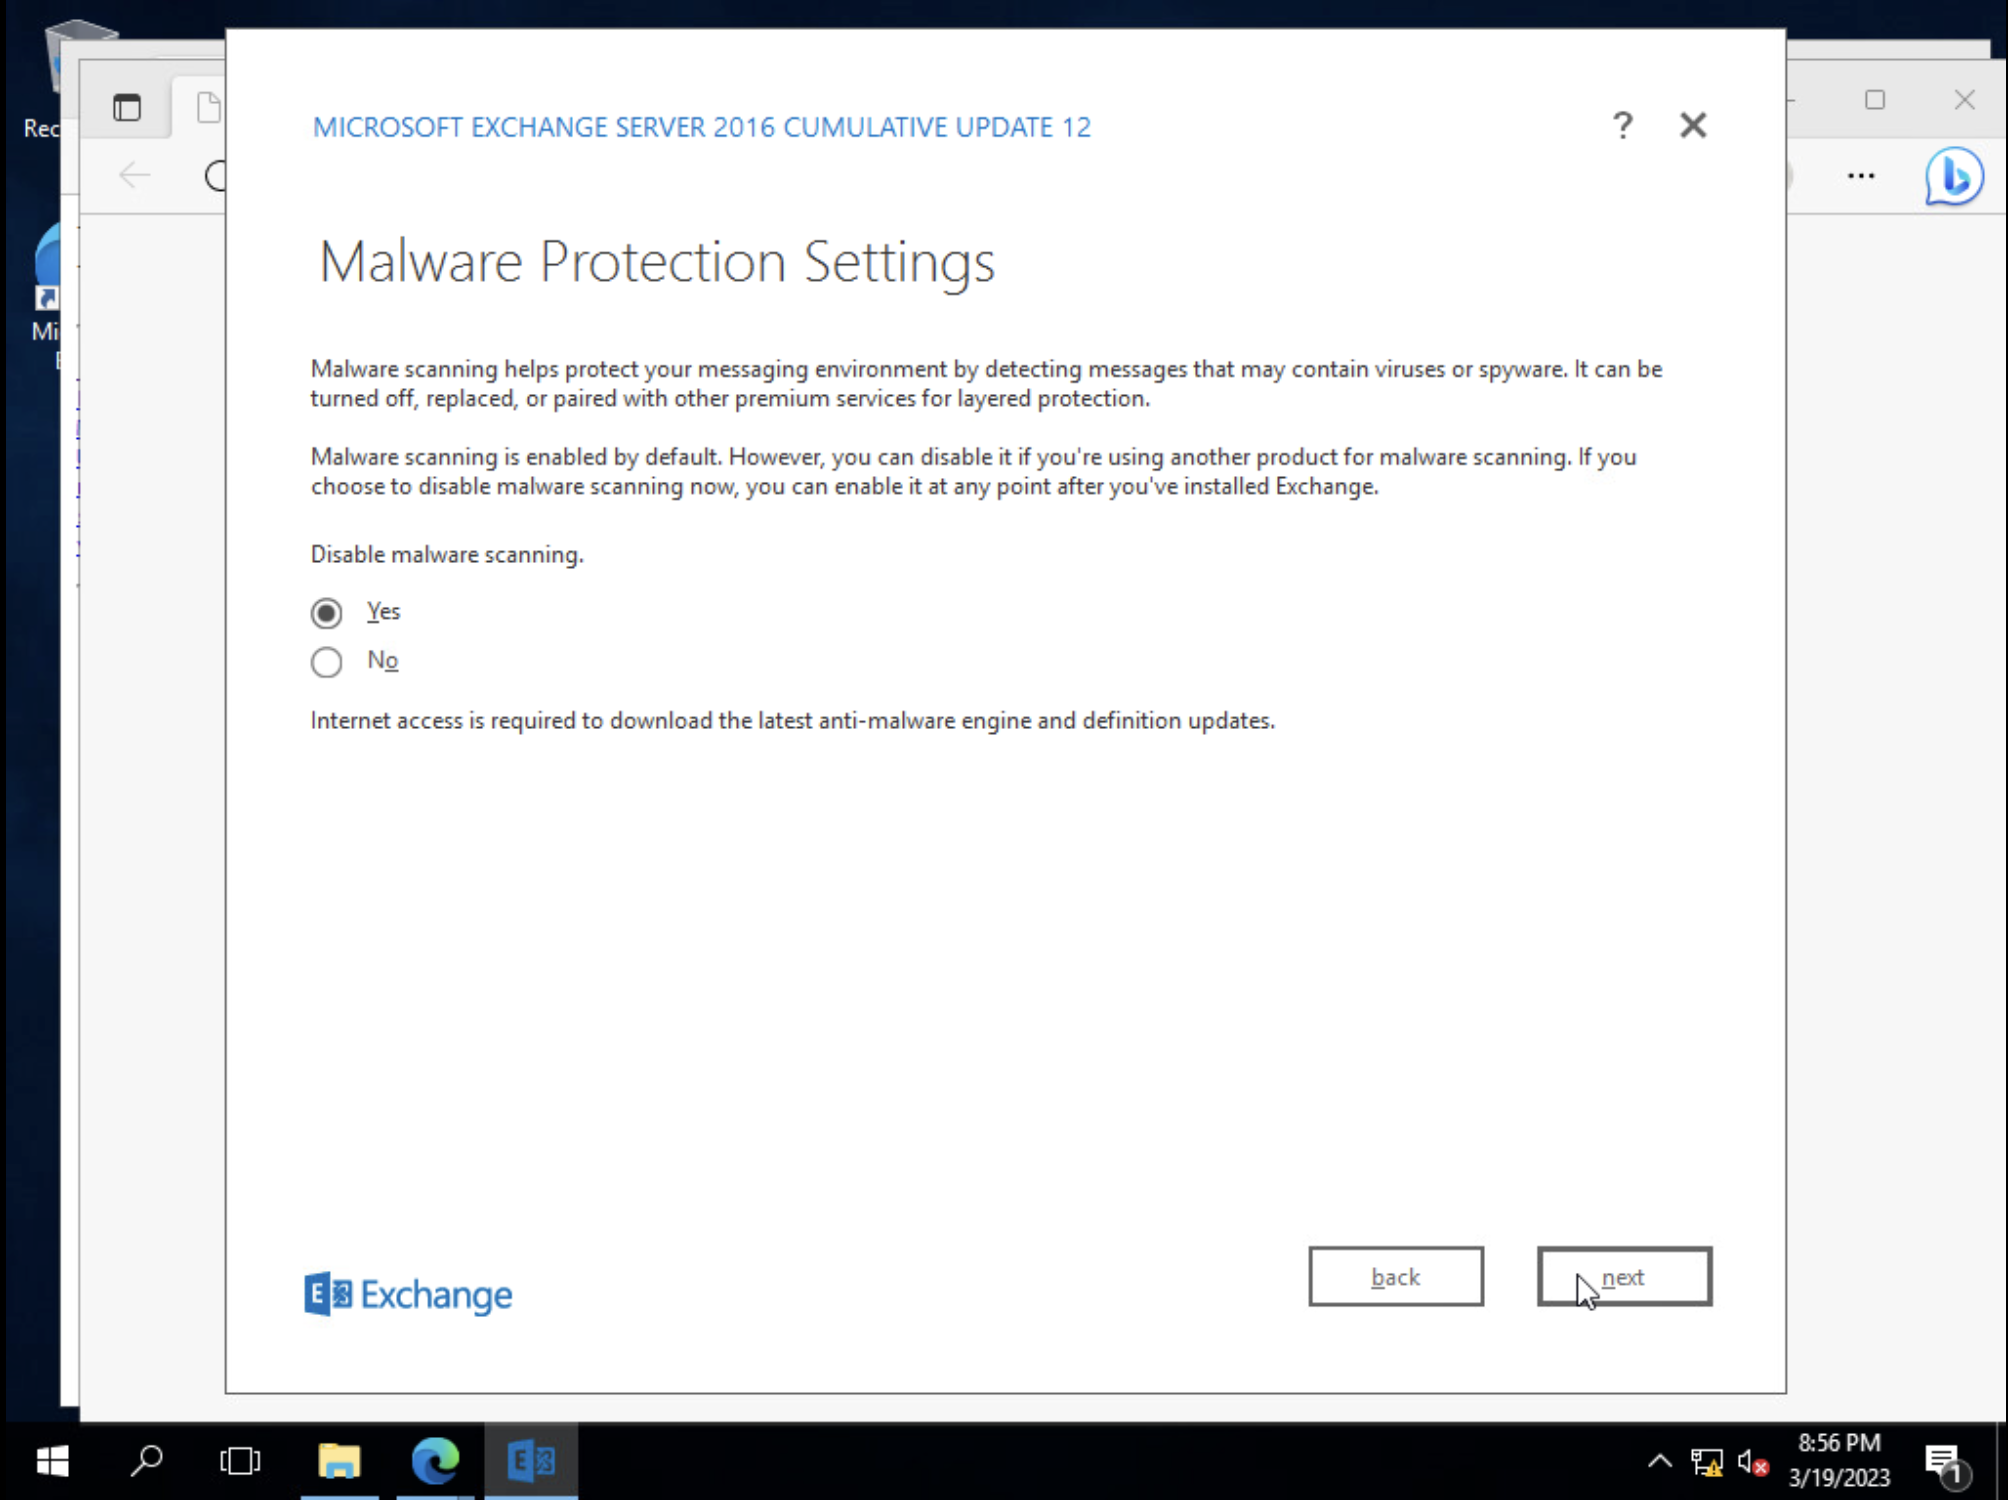 Rec
MICROSOFT EXCHANGE SERVER 2016 CUMULATIVE UPDATE 12
?
Malware Protection Settings
Mi
Malware scanning helps protect your messaging environment by detecting messages that may contain viruses or spyware. It can be
turned off, replaced, or paired with other premium services for layered protection.
Malware scanning is enabled by default. However, you can disable it if you're using another product for malware scanning. If you
choose to disable malware scanning now, you can enable it at any point after you've installed Exchange.
Disable malware scanning.
Yes
No
Internet access is required to download the latest anti-malware engine and definition updates.
back
next
Exchange
8:56 PM
3/19/2023
1